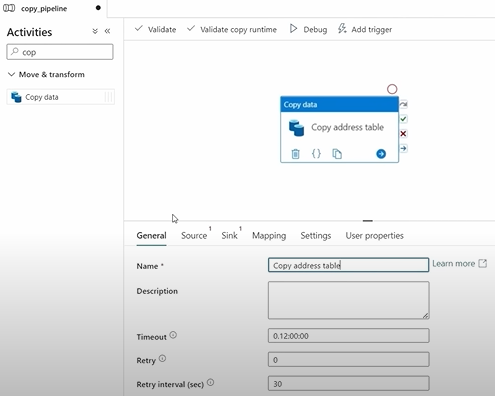 copy_pipeline
Activities
cop
Move & transform
Copy data
Validate
Validate copy runtime
Debug
Add trigger
Copy data
Copy address table
General
Source 1
Sink 1
Mapping
Settings
User properties
Name *
Copy address table
Learn more
Description
Timeout
0.12:00:00
Retry
0
Retry interval (sec)
30